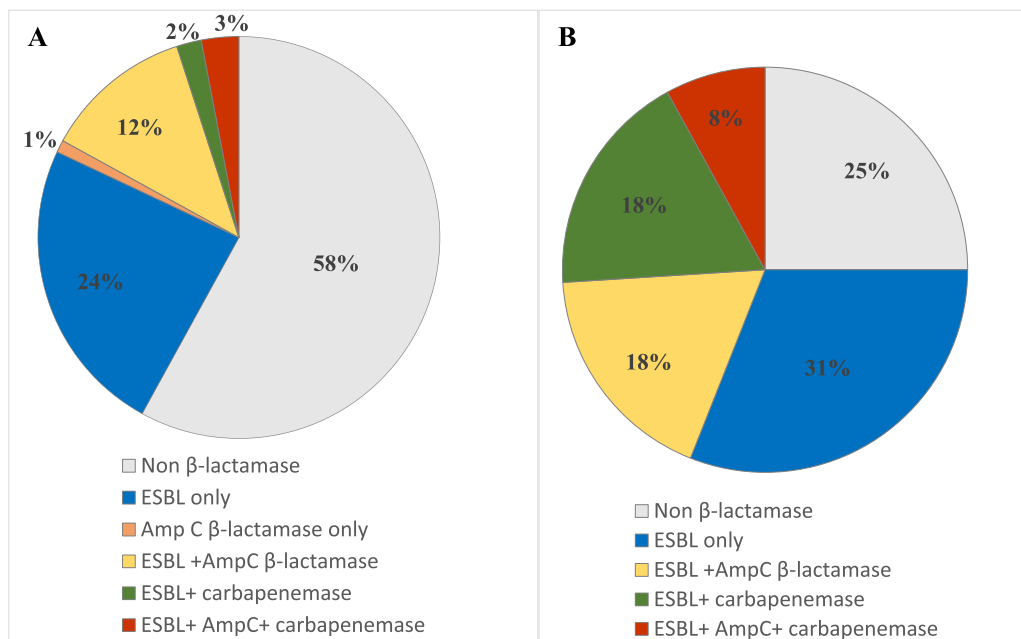 A
2%
3%
12%
1%
24%
58%
Non β-lactamase
ESBL only
Amp C β-lactamase only
ESBL +AmpC β-lactamase
ESBL+ carbapenemase
ESBL+ AmpC+ carbapenemase
B
8%
25%
18%
18%
31%
Non β-lactamase
ESBL only
ESBL +AmpC β-lactamase
ESBL+ carbapenemase
ESBL+ AmpC+ carbapenemase